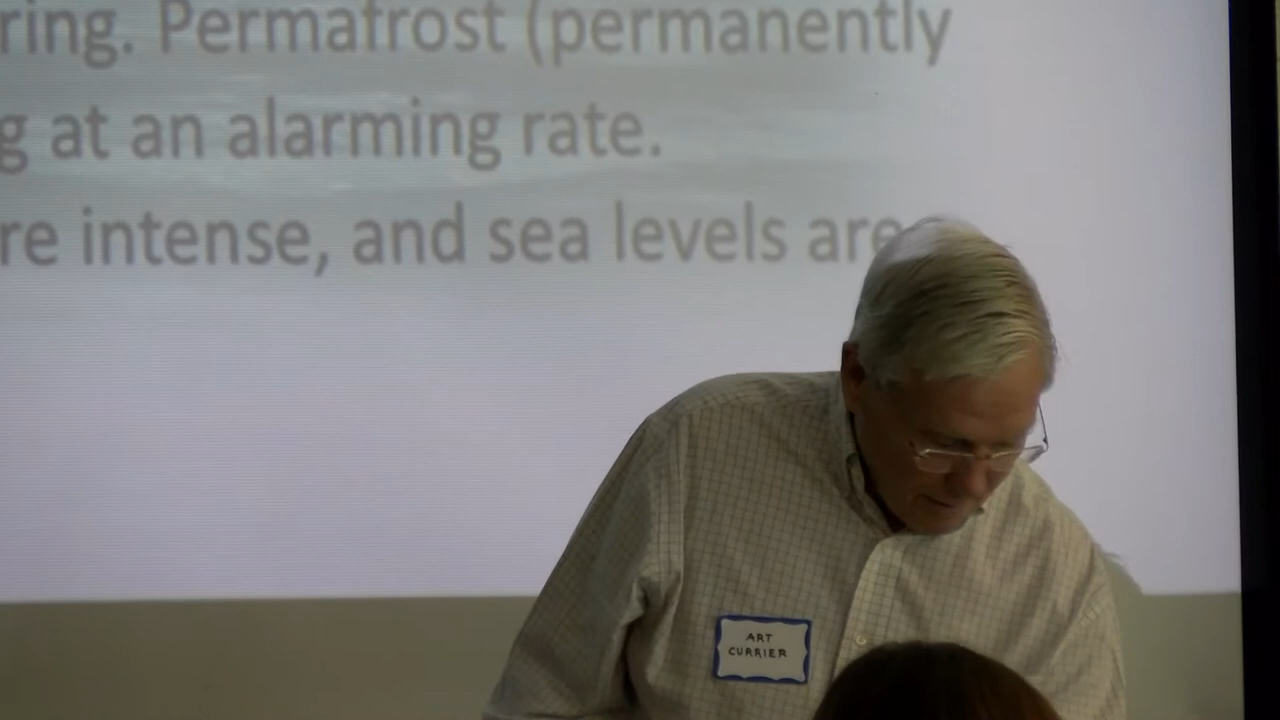 ring. Permafrost (permanently
g at an alarming rate.
re intense, and sea levels are
ART
CURRIER